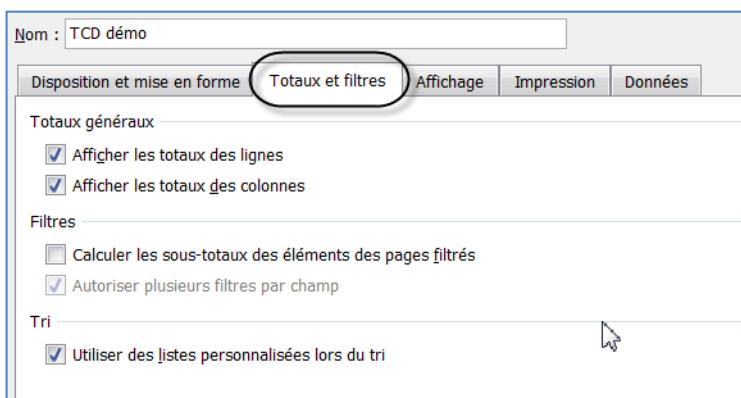 Nom : TCD démo
Disposition et mise en forme Totaux et filtres Affichage Impression Données
Totaux généraux
Afficher les totaux des lignes
Afficher les totaux des colonnes
Filtres
Calculer les sous-totaux des éléments des pages filtrés
Autoriser plusieurs filtres par champ
Tri
Utiliser des listes personnalisées lors du tri